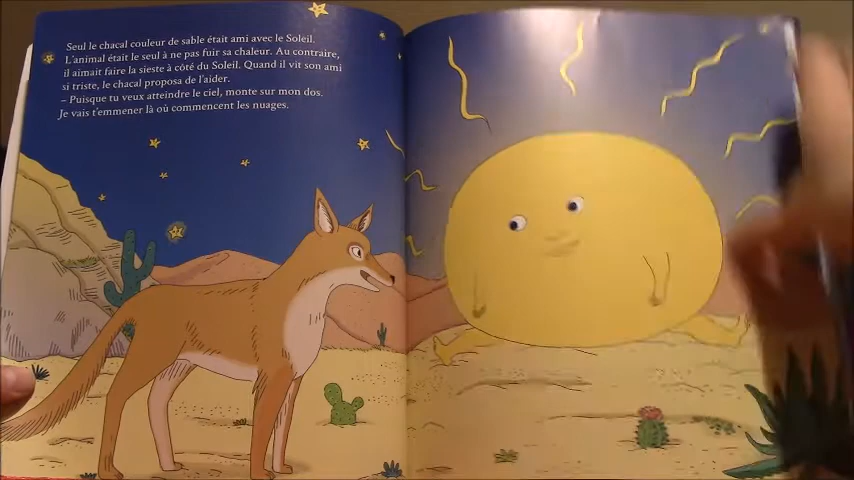 Seul le chacal couleur de sable était ami avec le Soleil.
L'animal était le seul à ne pas fuir sa chaleur. Au contraire,
il aimait faire la sieste à côté du Soleil. Quand il vit son ami
si triste, le chacal proposa de l'aider.
– Puisque tu veux atteindre le ciel, monte sur mon dos.
Je vais t'emmener là où commencent les nuages.